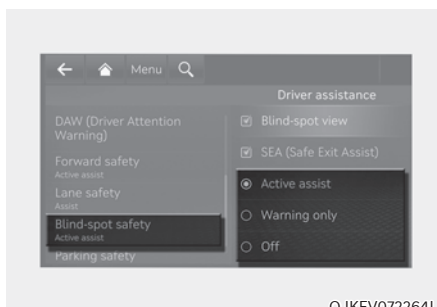 Menu
Driver assistance
DAW (Driver Attention
Warning)
Forward safety
Active assist
Lane safety
Assist
Blind-spot safety
Active assist
Parking safety
Blind-spot view
SEA (Safe Exit Assist)
Active assist
Warning only
Off
OJKEV072264L